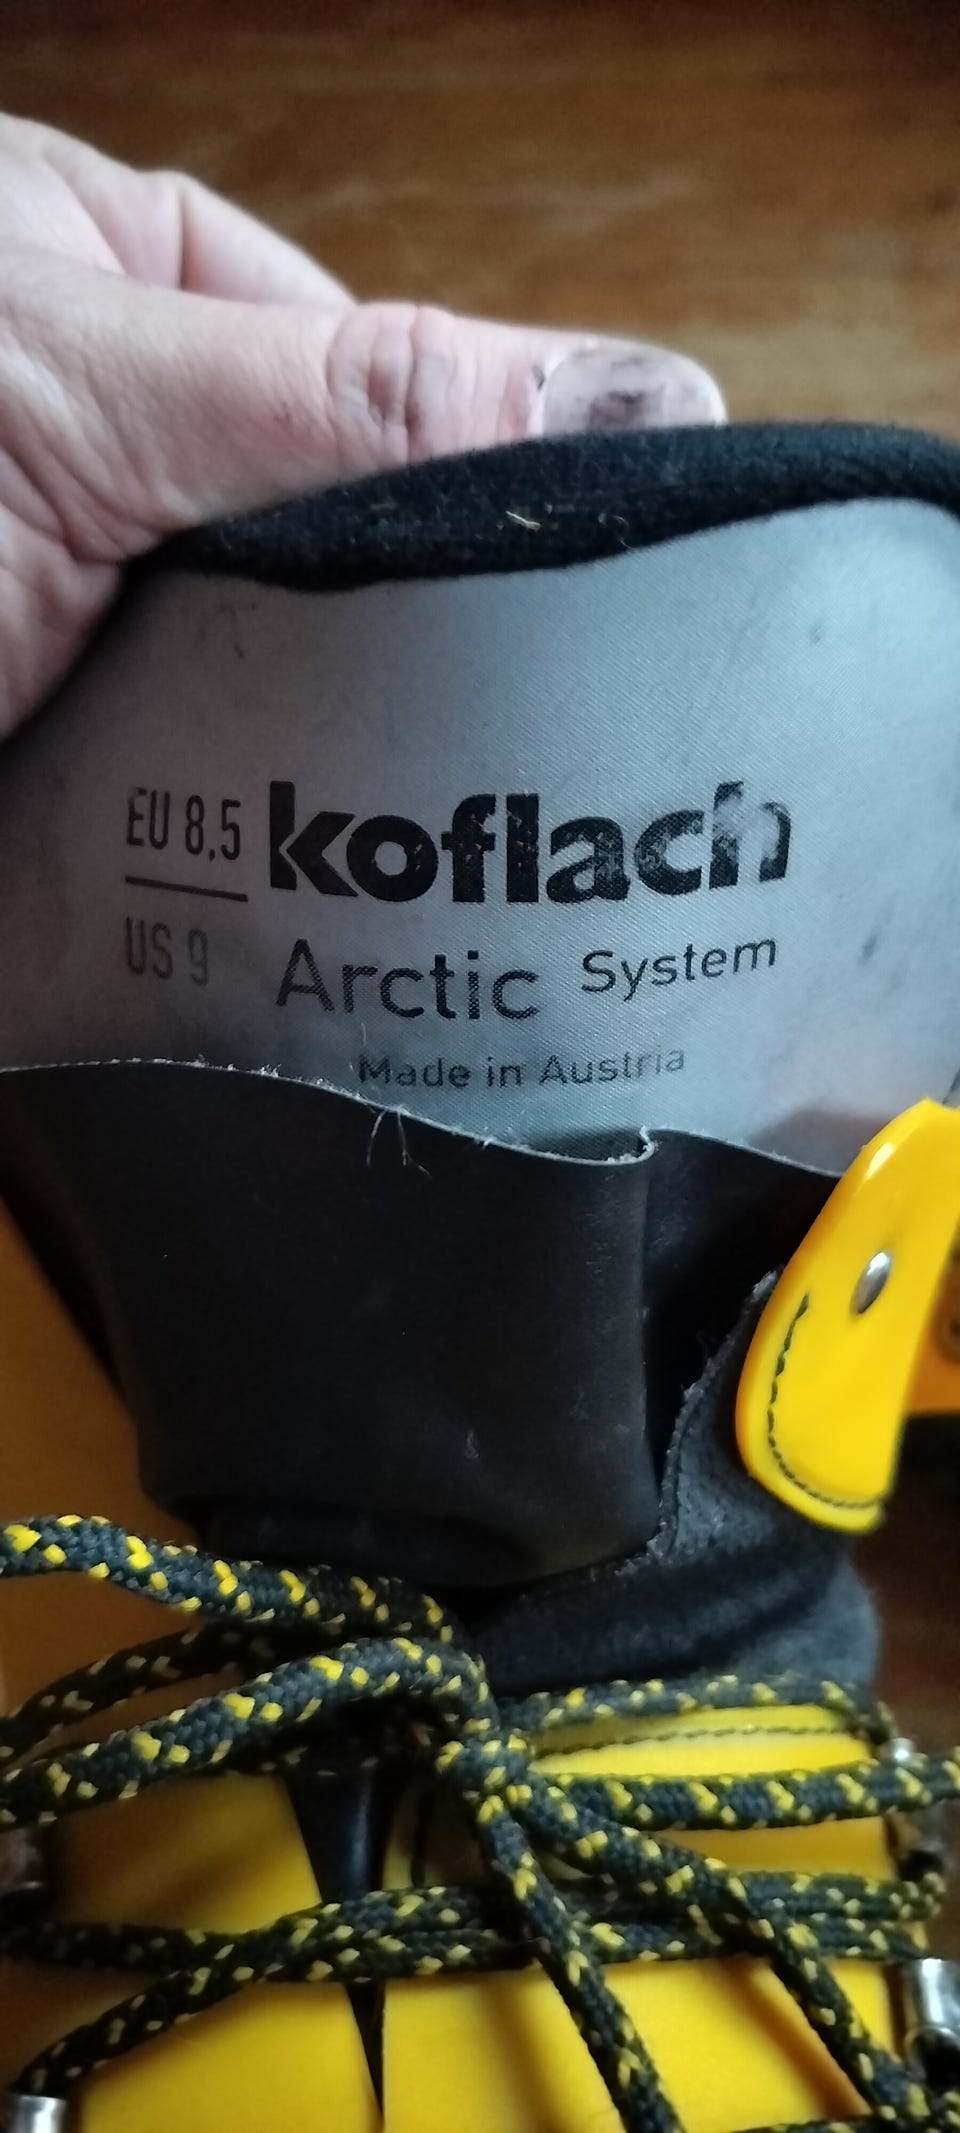 EU 8,5
US 9
koflach
Arctic System
Made in Austria